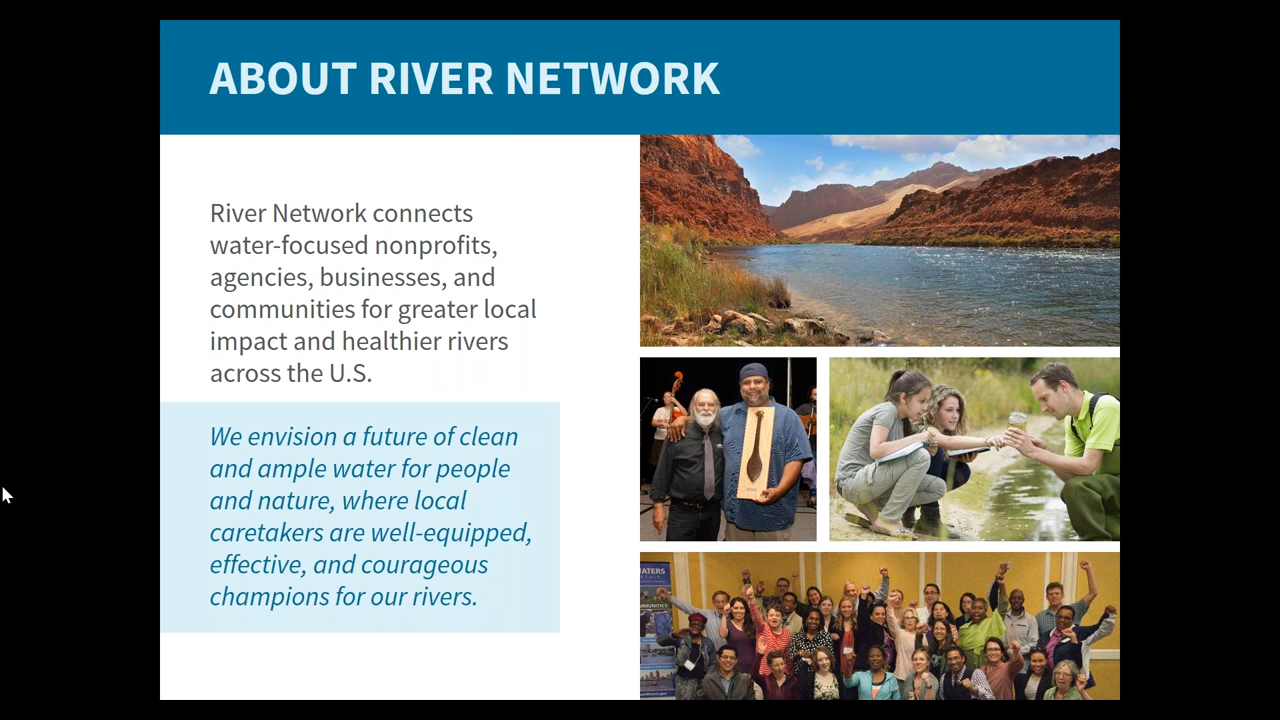 ABOUT RIVER NETWORK
River Network connects
water-focused nonprofits,
agencies, businesses, and
communities for greater local
impact and healthier rivers
across the U.S.
We envision a future of clean
and ample water for people
and nature, where local
caretakers are well-equipped,
effective, and courageous
champions for our rivers.